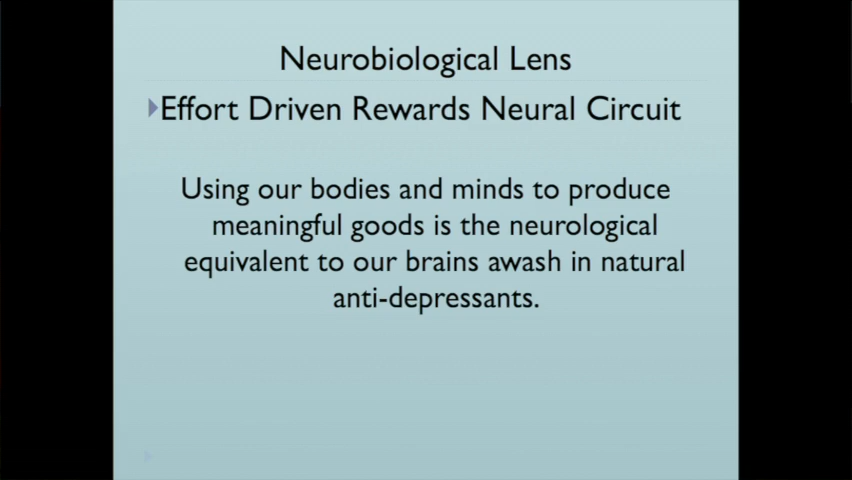 Neurobiological Lens
Effort Driven Rewards Neural Circuit
Using our bodies and minds to produce
meaningful goods is the neurological
equivalent to our brains awash in natural
anti-depressants.